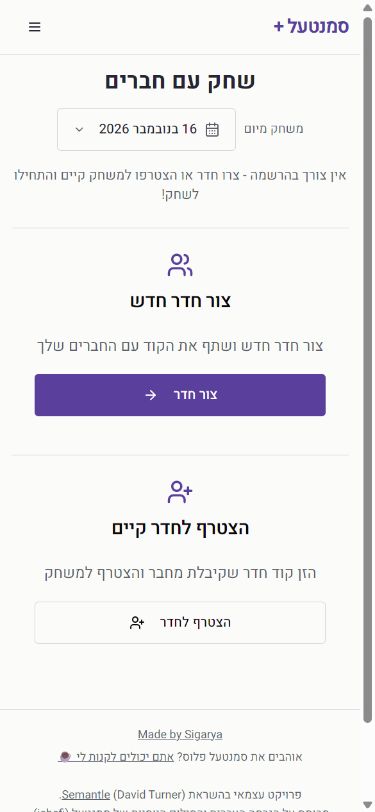 סמנטעל +
שחק עם חברים
משחק מיום
16 בנובמבר 2026
אין צורך בהרשמה - צרו חדר או הצטרפו למשחק קיים והתחילו
לשחק!
צור חדר חדש
צור חדר חדש ושתף את הקוד עם החברים שלך
צור חדר
הצטרף לחדר קיים
הזן קוד חדר שקיבלת מחבר והצטרף למשחק
הצטרף לחדר
Made by Sigarya
אוהבים את סמנטעל פלוס? אתם יכולים לקנות לי
פרויקט עצמאי בהשראת Semantle (David Turner).